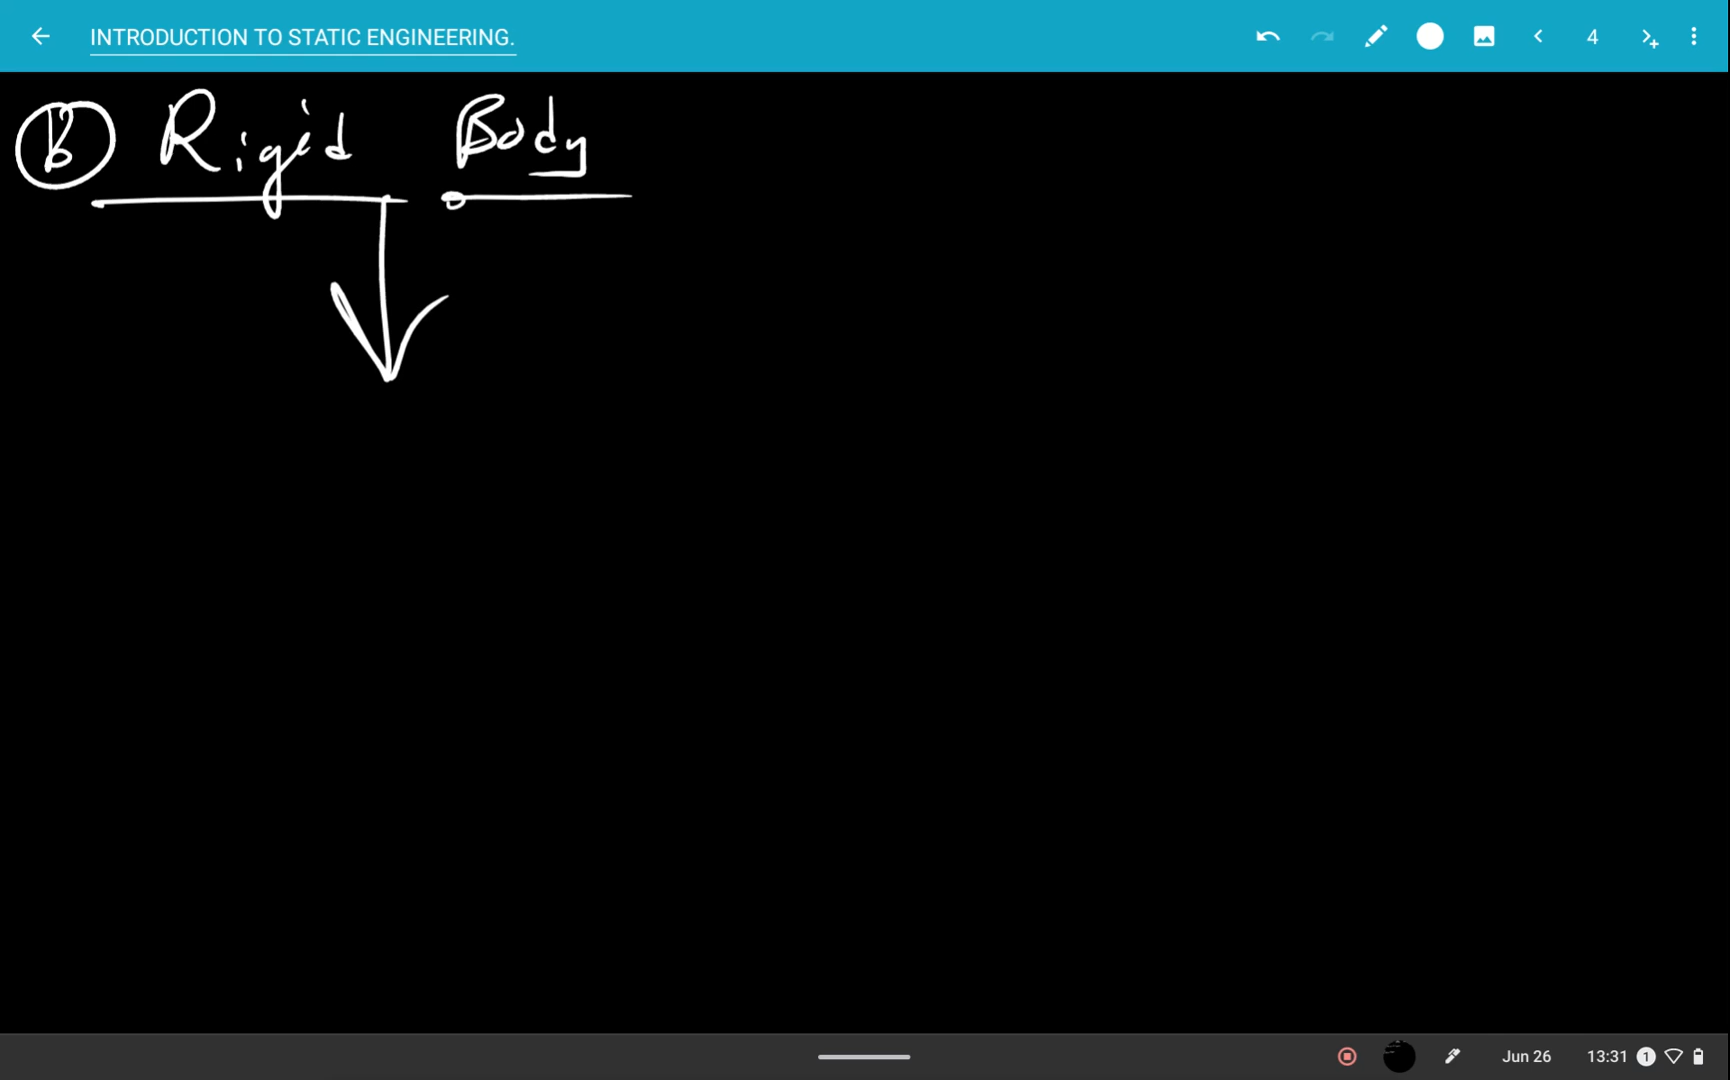 INTRODUCTION TO STATIC ENGINEERING.
4
B Rigid Body
Jun 26 13:31 1